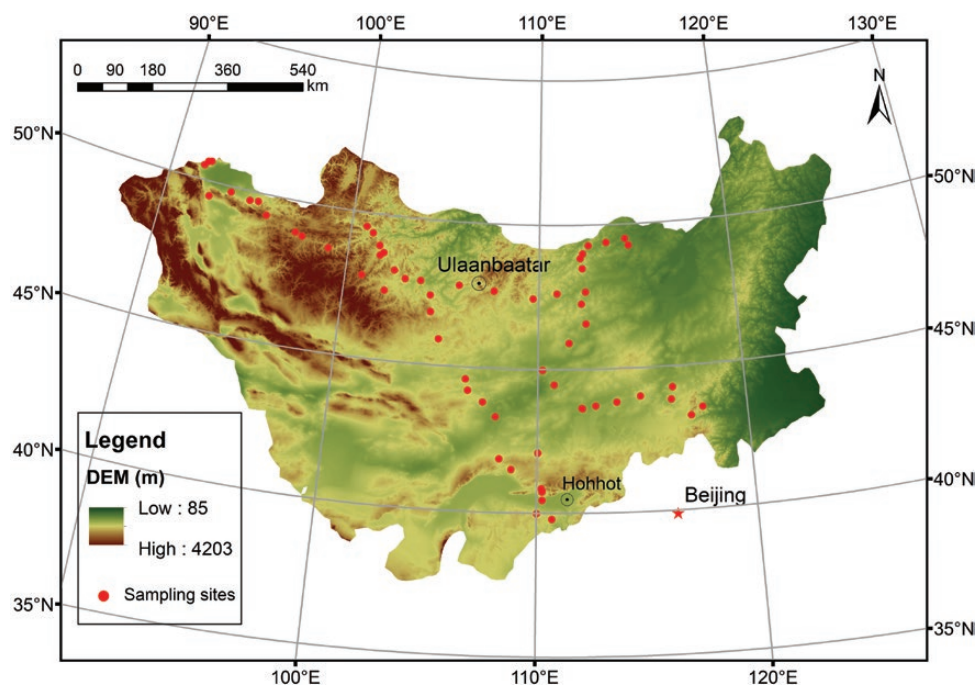 90°E 100°E 110°E 120°E 130°E
0 90 180 360 540
km
N
50°N
50°N
45°N
45°N
40°N
40°N
35°N
35°N
Ulaanbaatar
Hohhot
Beijing
Legend
DEM (m)
Low : 85
High : 4203
Sampling sites
100°E 110°E 120°E